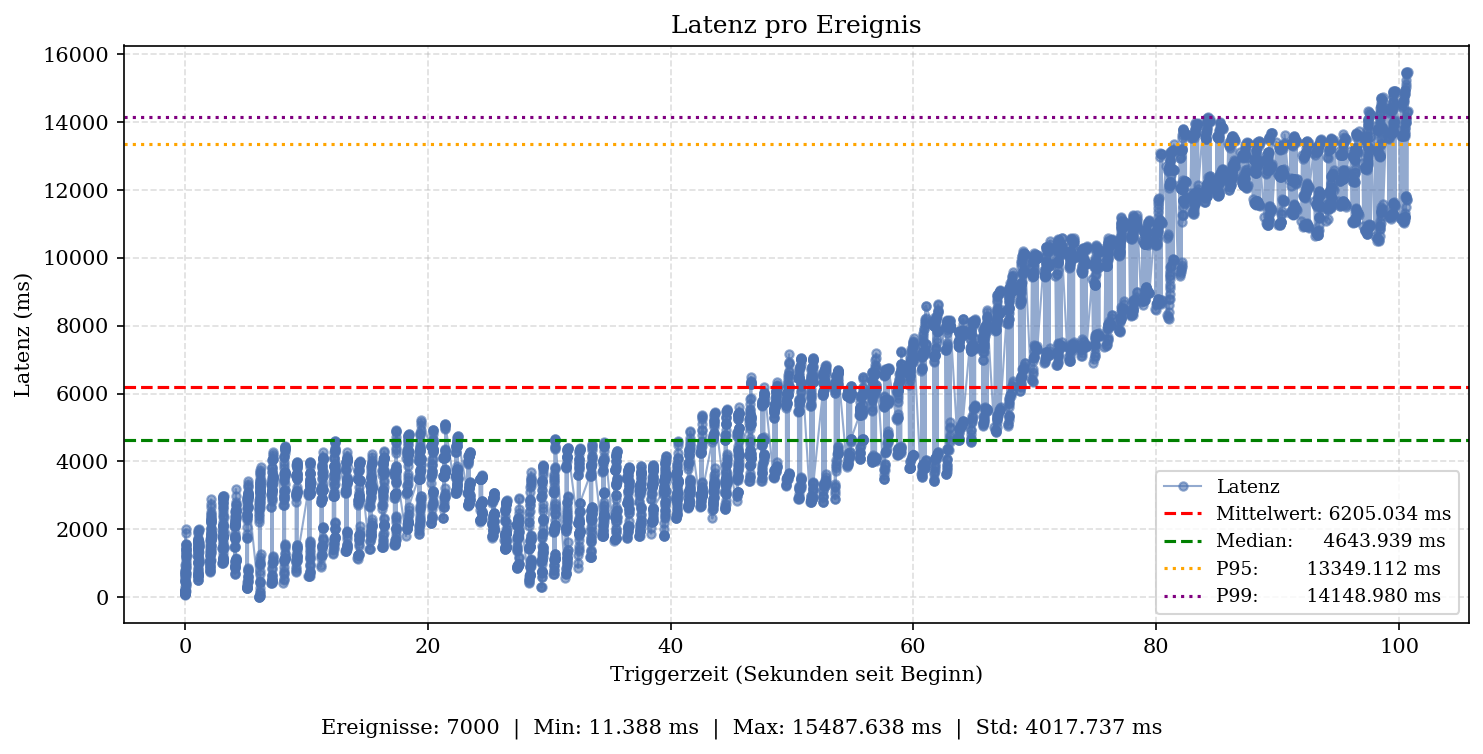 Latenz pro Ereignis
16000
14000
12000
10000
8000
6000
4000
2000
0
Latenz (ms)
Latenz
Mittelwert: 6205.034 ms
Median: 4643.939 ms
P95: 13349.112 ms
P99: 14148.980 ms
0 20 40 60 80 100
Triggerzeit (Sekunden seit Beginn)
Ereignisse: 7000 | Min: 11.388 ms | Max: 15487.638 ms | Std: 4017.737 ms